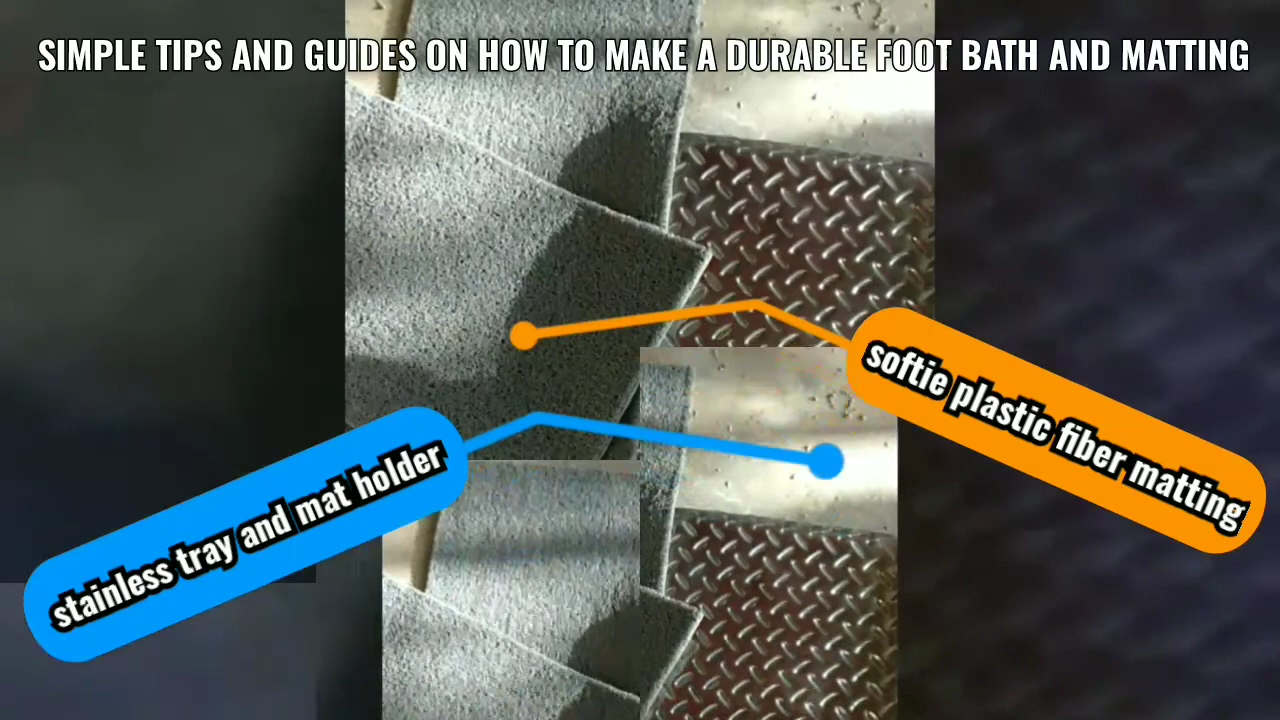 SIMPLE TIPS AND GUIDES ON HOW TO MAKE A DURABLE FOOT BATH AND MATTING
softie plastic fiber matting
stainless tray and mat holder